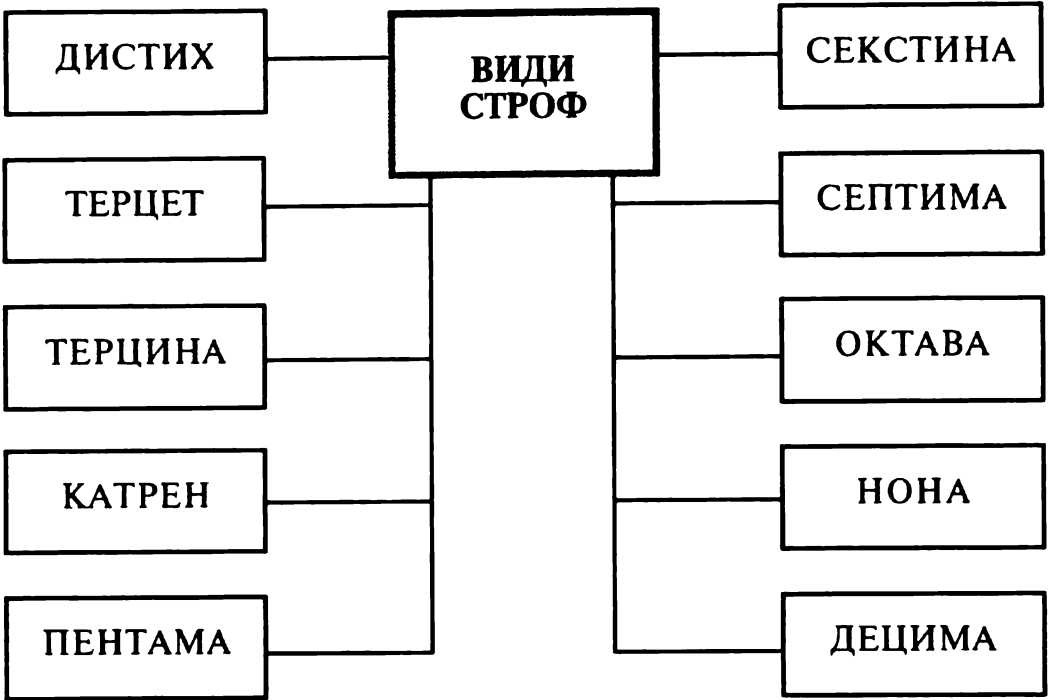 ВИДИ
СТРОФ
ДИСТИХ
ТЕРЦЕТ
ТЕРЦИНА
КАТРЕН
ПЕНТАМА
СЕКСТИНА
СЕПТИМА
ОКТАВА
НОНА
ДЕЦИМА